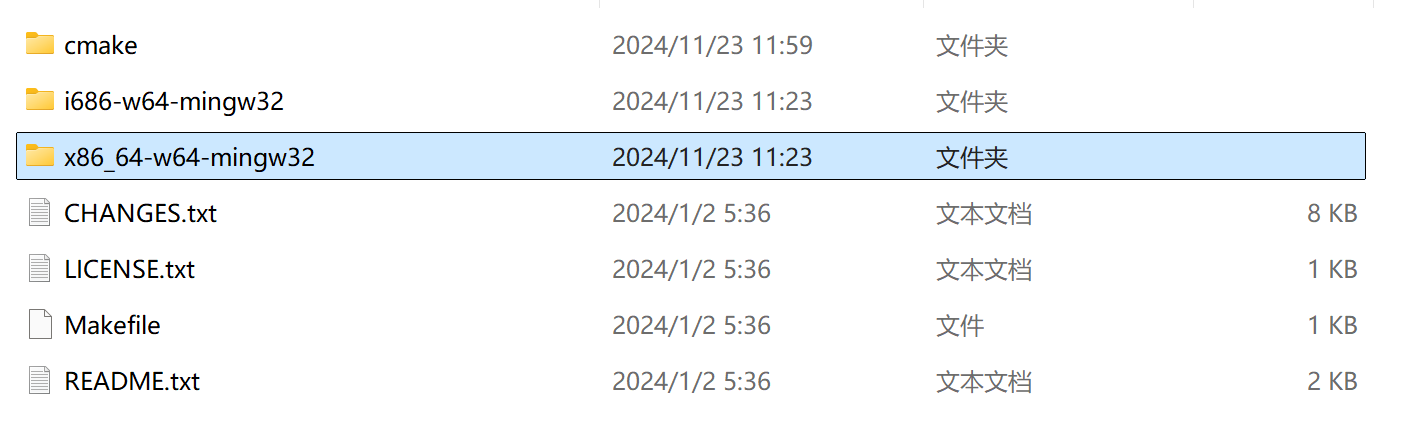 cmake 2024/11/23 11:59 文件夹
i686-w64-mingw32 2024/11/23 11:23 文件夹
x86_64-w64-mingw32 2024/11/23 11:23 文件夹
CHANGES.txt 2024/1/2 5:36 文本文档 8 KB
LICENSE.txt 2024/1/2 5:36 文本文档 1 KB
Makefile 2024/1/2 5:36 文件 1 KB
README.txt 2024/1/2 5:36 文本文档 2 KB